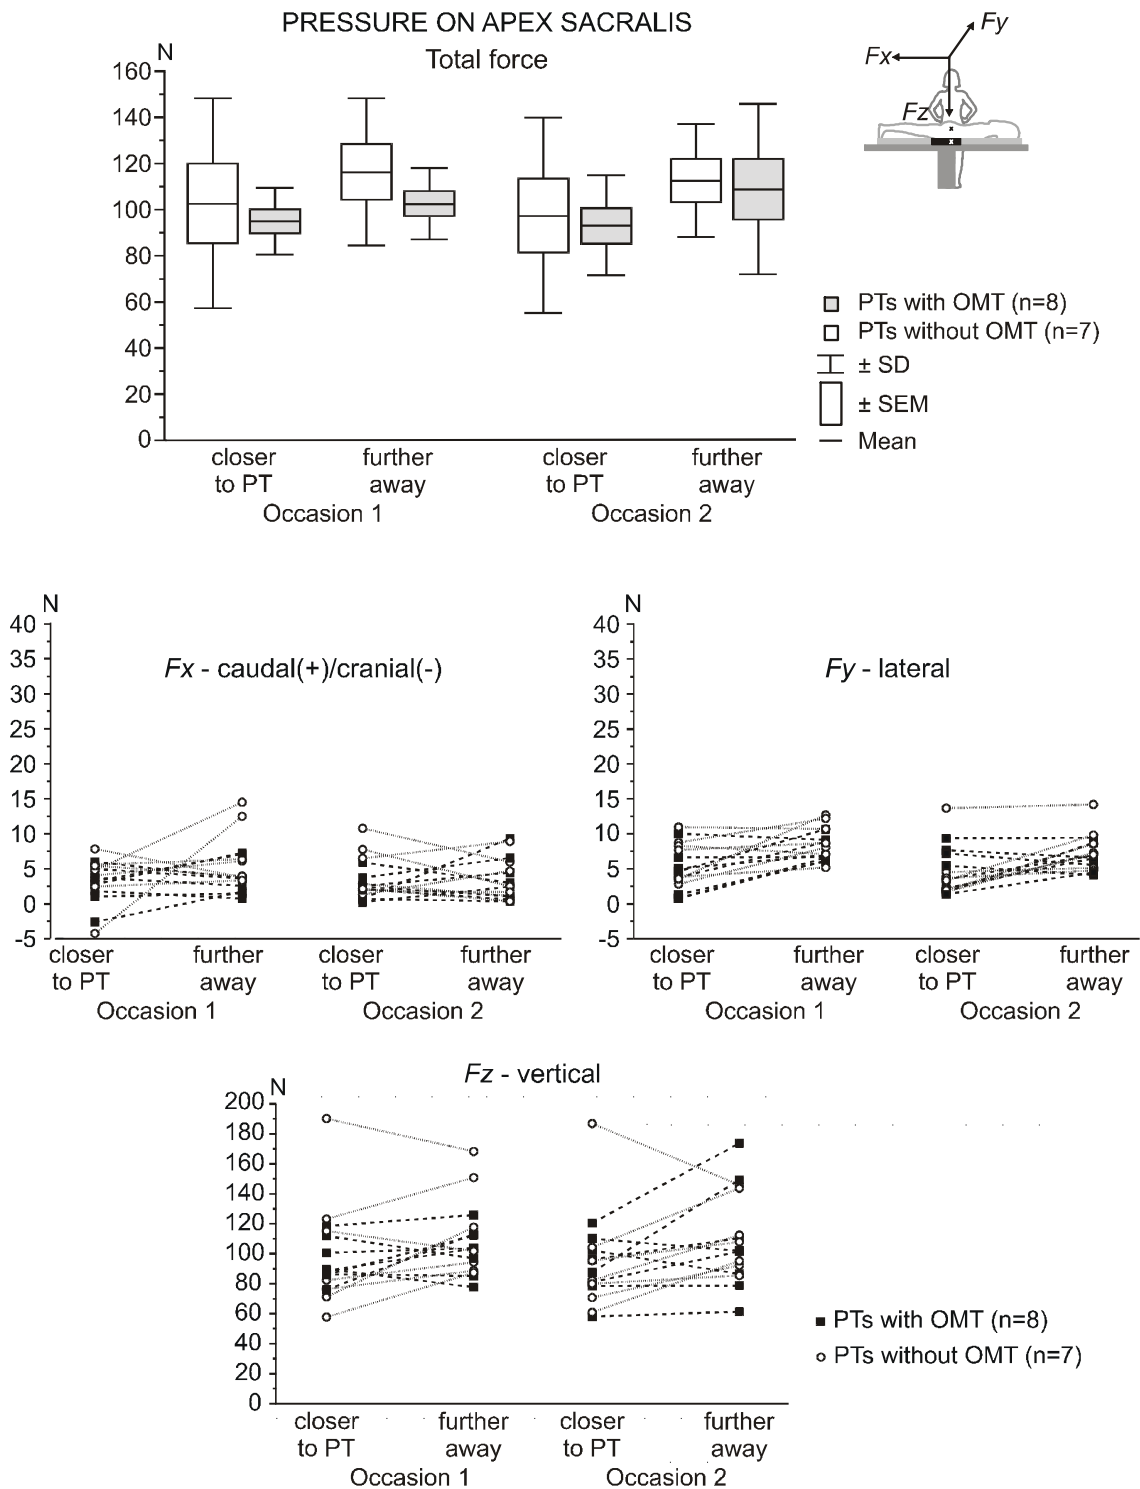 PRESSURE ON APEX SACRALIS
Total force
N
160
140
120
100
80
60
40
20
0
closer to PT
further away
closer to PT
further away
Occasion 1
Occasion 2
Fy
Fx
Fz
PTs with OMT (n=8)
PTs without OMT (n=7)
± SD
± SEM
Mean
N
Fx - caudal(+)/cranial(-)
40
35
30
25
20
15
10
5
0
-5
closer to PT
further away
closer to PT
further away
Occasion 1
Occasion 2
N
Fy - lateral
40
35
30
25
20
15
10
5
0
-5
closer to PT
further away
closer to PT
further away
Occasion 1
Occasion 2
Fz - vertical
N
200
180
160
140
120
100
80
60
40
20
0
closer to PT
further away
closer to PT
further away
Occasion 1
Occasion 2
PTs with OMT (n=8)
PTs without OMT (n=7)